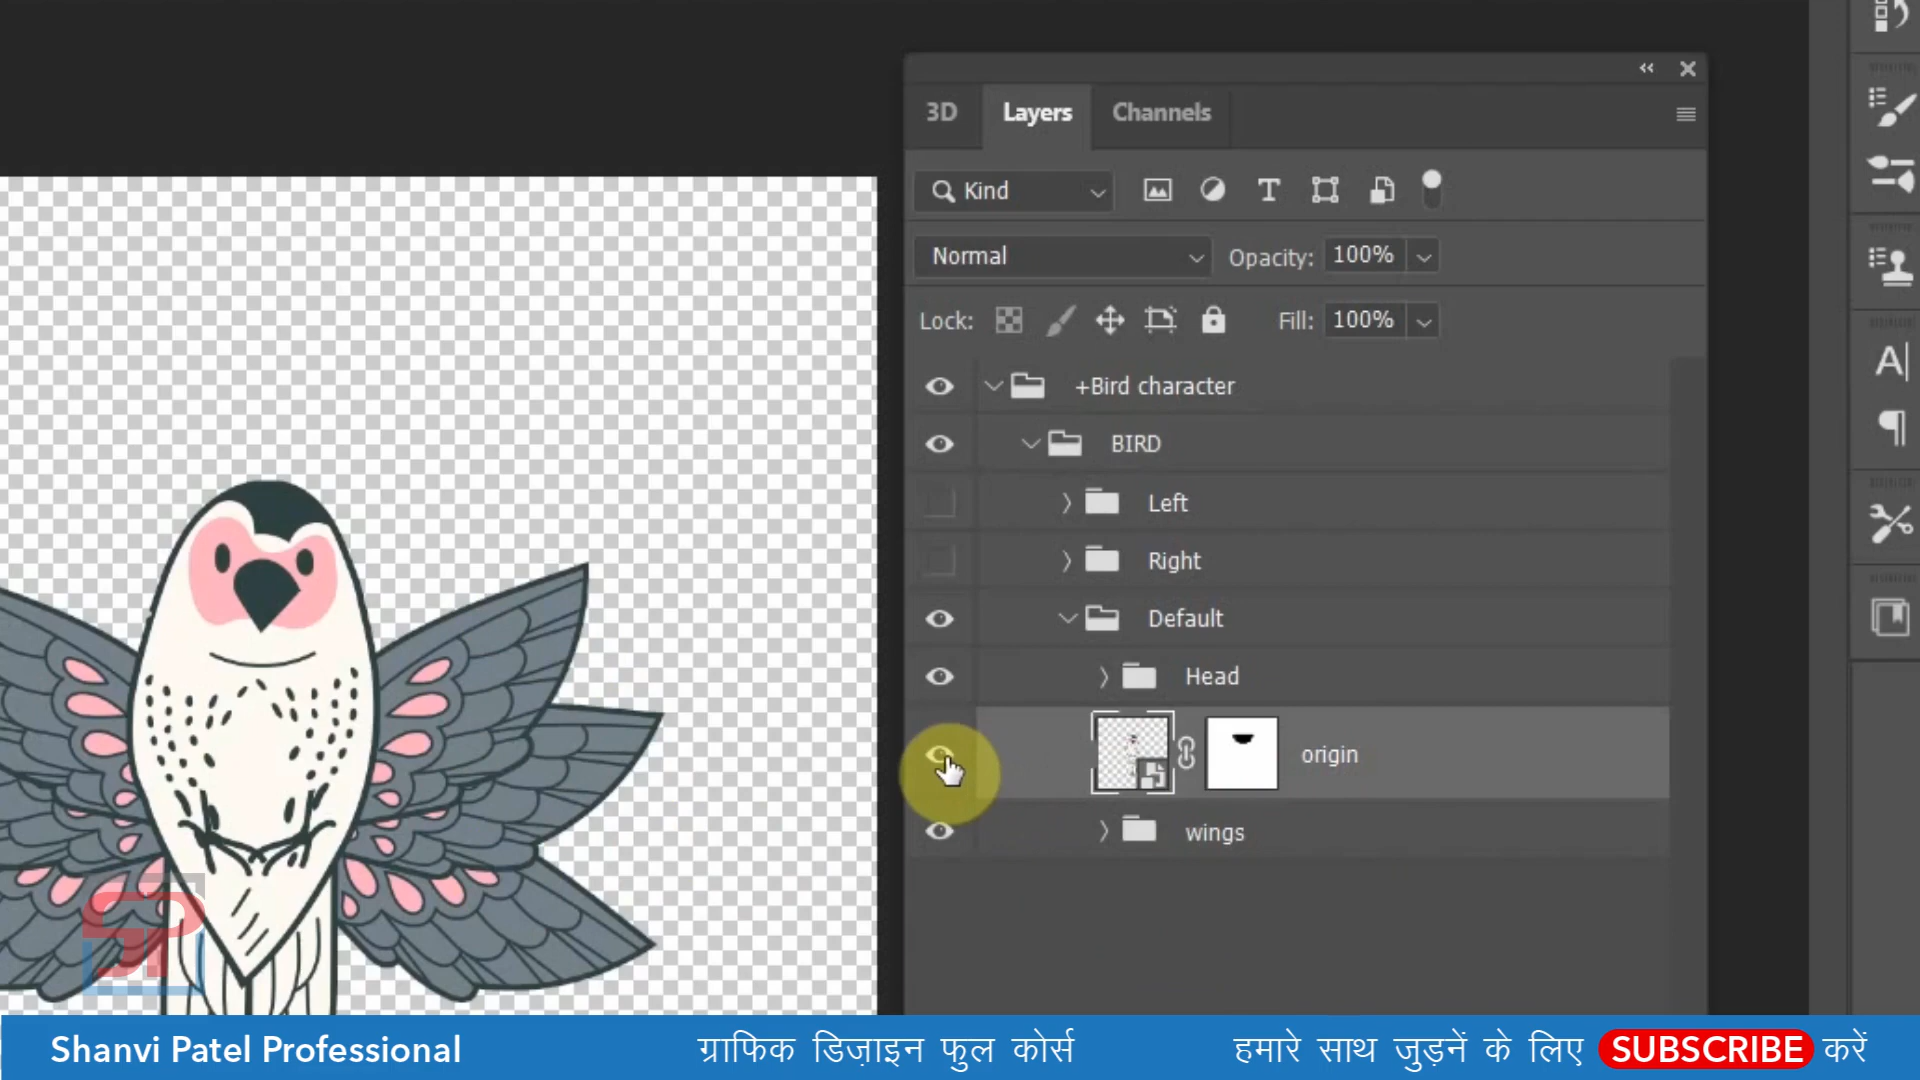 3D Layers Channels
Kind
Normal Opacity: 100%
Lock: Fill: 100%
+Bird character
BIRD
Left
Right
Default
Head
origin
wings
SP
Shanvi Patel Professional ग्राफिक डिज़ाइन फुल कोर्स हमारे साथ जुड़नें के लिए SUBSCRIBE करें